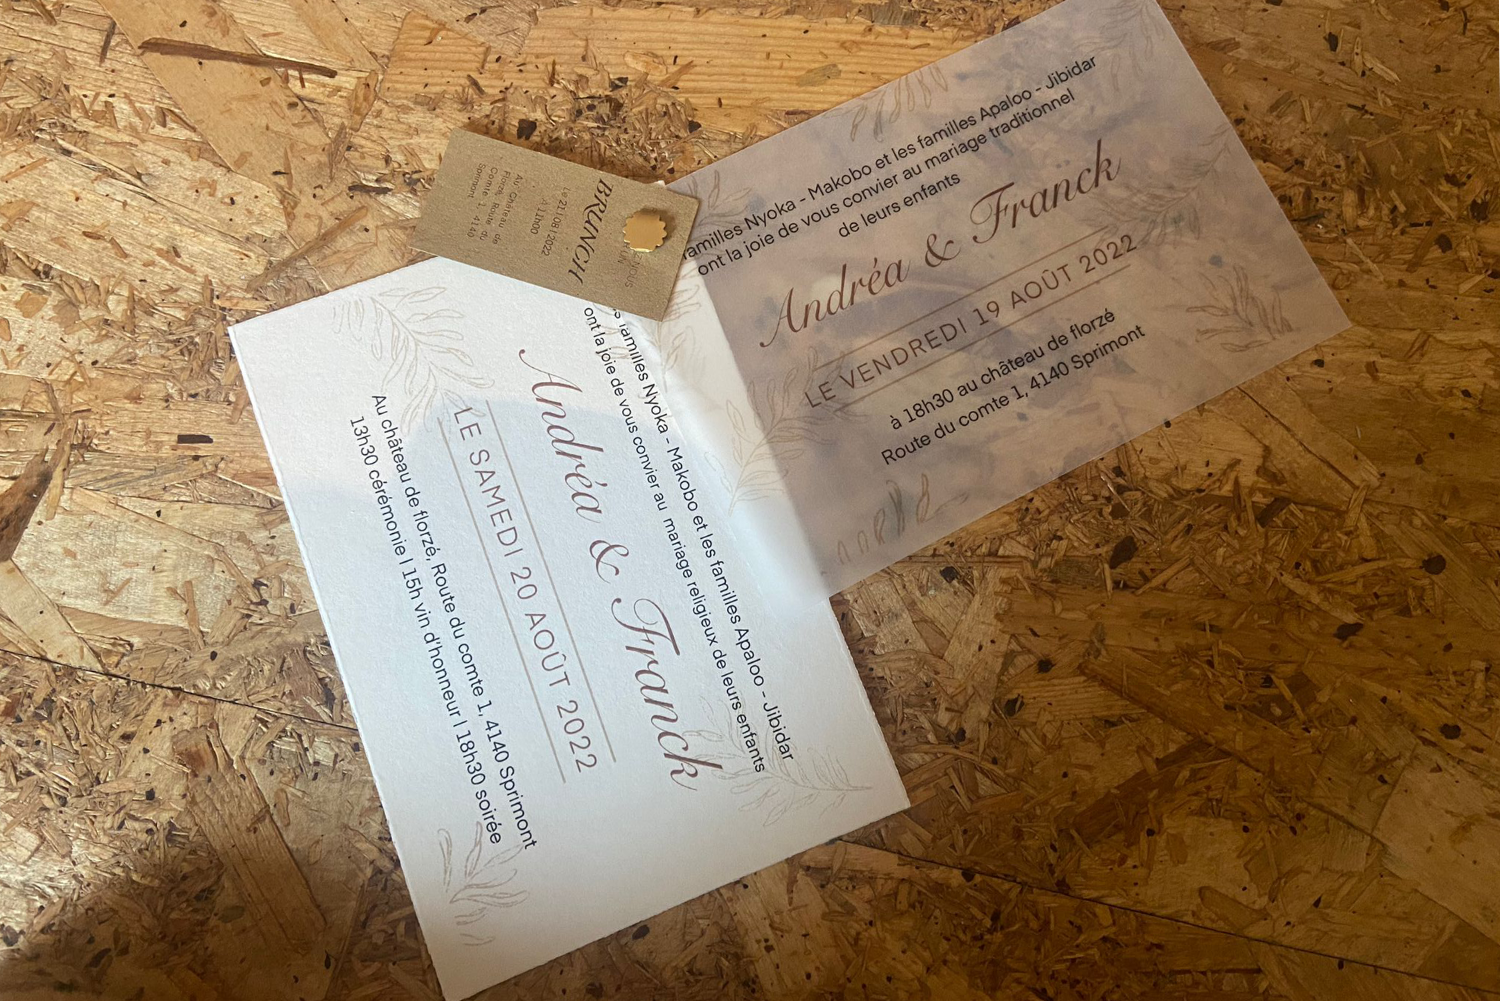 familles Nyoka - Makobo et les familles Apaloo - Jibidar
ont la joie de vous convier au mariage traditionnel
de leurs enfants
Andréa & Franck
LE VENDREDI 19 AOÛT 2022
à 18h30 au château de florzé
Route du comte 1, 4140 Sprimont
BRUNCH
Le 21 | 08 | 2022
À 11h00
Au Château de
Florzé, Route du
Comte 1, 4140
Sprimont
familles Nyoka - Makobo et les familles Apaloo - Jibidar
ont la joie de vous convier au mariage religieux de leurs enfants
Andréa & Franck
LE SAMEDI 20 AOÛT 2022
Au château de florzé, Route du comte 1, 4140 Sprimont
13h30 cérémonie | 15h vin d'honneur | 18h30 soirée